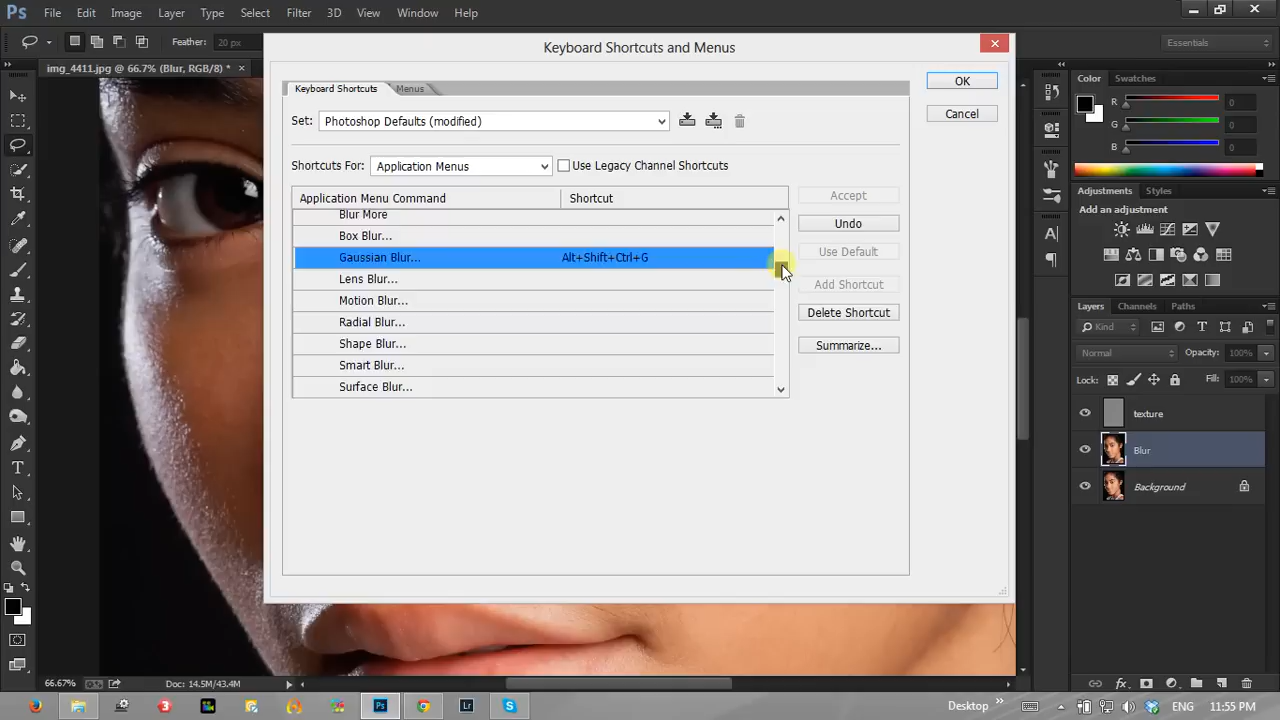 Ps File Edit Image Layer Type Select Filter 3D View Window Help
Feather: 20 px Essentials
img_4411.jpg @ 66.7% (Blur, RGB/8) * ×
Keyboard Shortcuts and Menus
Keyboard Shortcuts Menus
Set: Photoshop Defaults (modified)
Shortcuts For: Application Menus Use Legacy Channel Shortcuts
Application Menu Command Shortcut
Blur More
Box Blur...
Gaussian Blur... Alt+Shift+Ctrl+G
Lens Blur...
Motion Blur...
Radial Blur...
Shape Blur...
Smart Blur...
Surface Blur...
OK
Cancel
Accept
Undo
Use Default
Add Shortcut
Delete Shortcut
Summarize...
Color Swatches
R 0
G 0
B 0
Adjustments Styles
Add an adjustment
Layers Channels Paths
Kind
Normal Opacity: 100%
Lock: Fill: 100%
texture
Blur
Background
66.67% Doc: 14.5M/43.4M
Ps Lr Desktop » ENG 11:55 PM